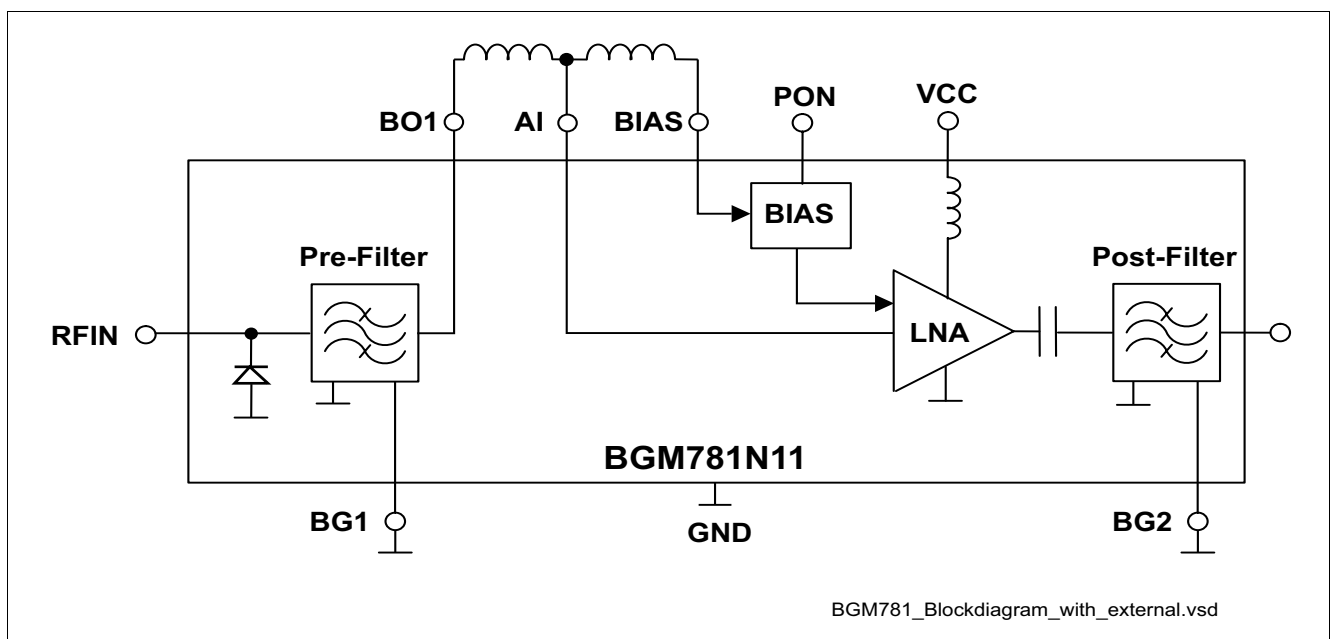 BO1
AI
BIAS
PON
VCC
BIAS
Pre-Filter
Post-Filter
RFIN
LNA
BGM781N11
BG1
GND
BG2
BGM781_Blockdiagram_with_external.vsd